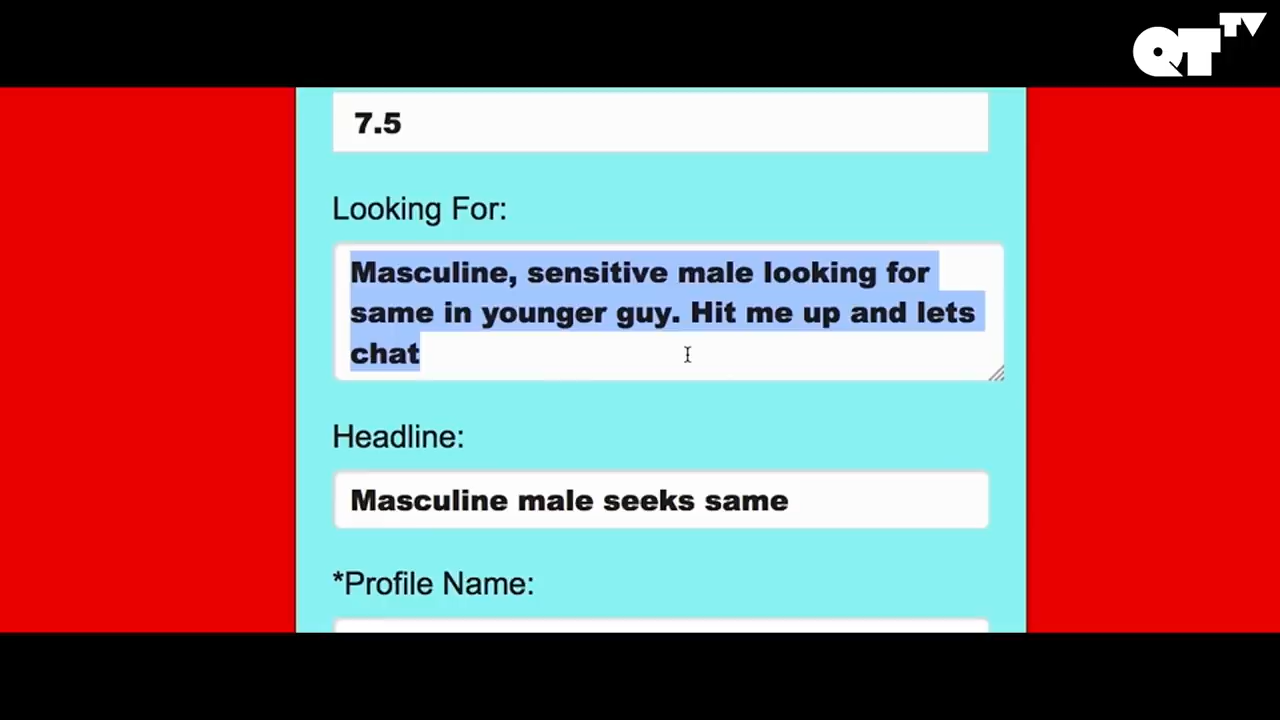 QT TV
7.5
Looking For:
Masculine, sensitive male looking for
same in younger guy. Hit me up and lets
chat
Headline:
Masculine male seeks same
*Profile Name: